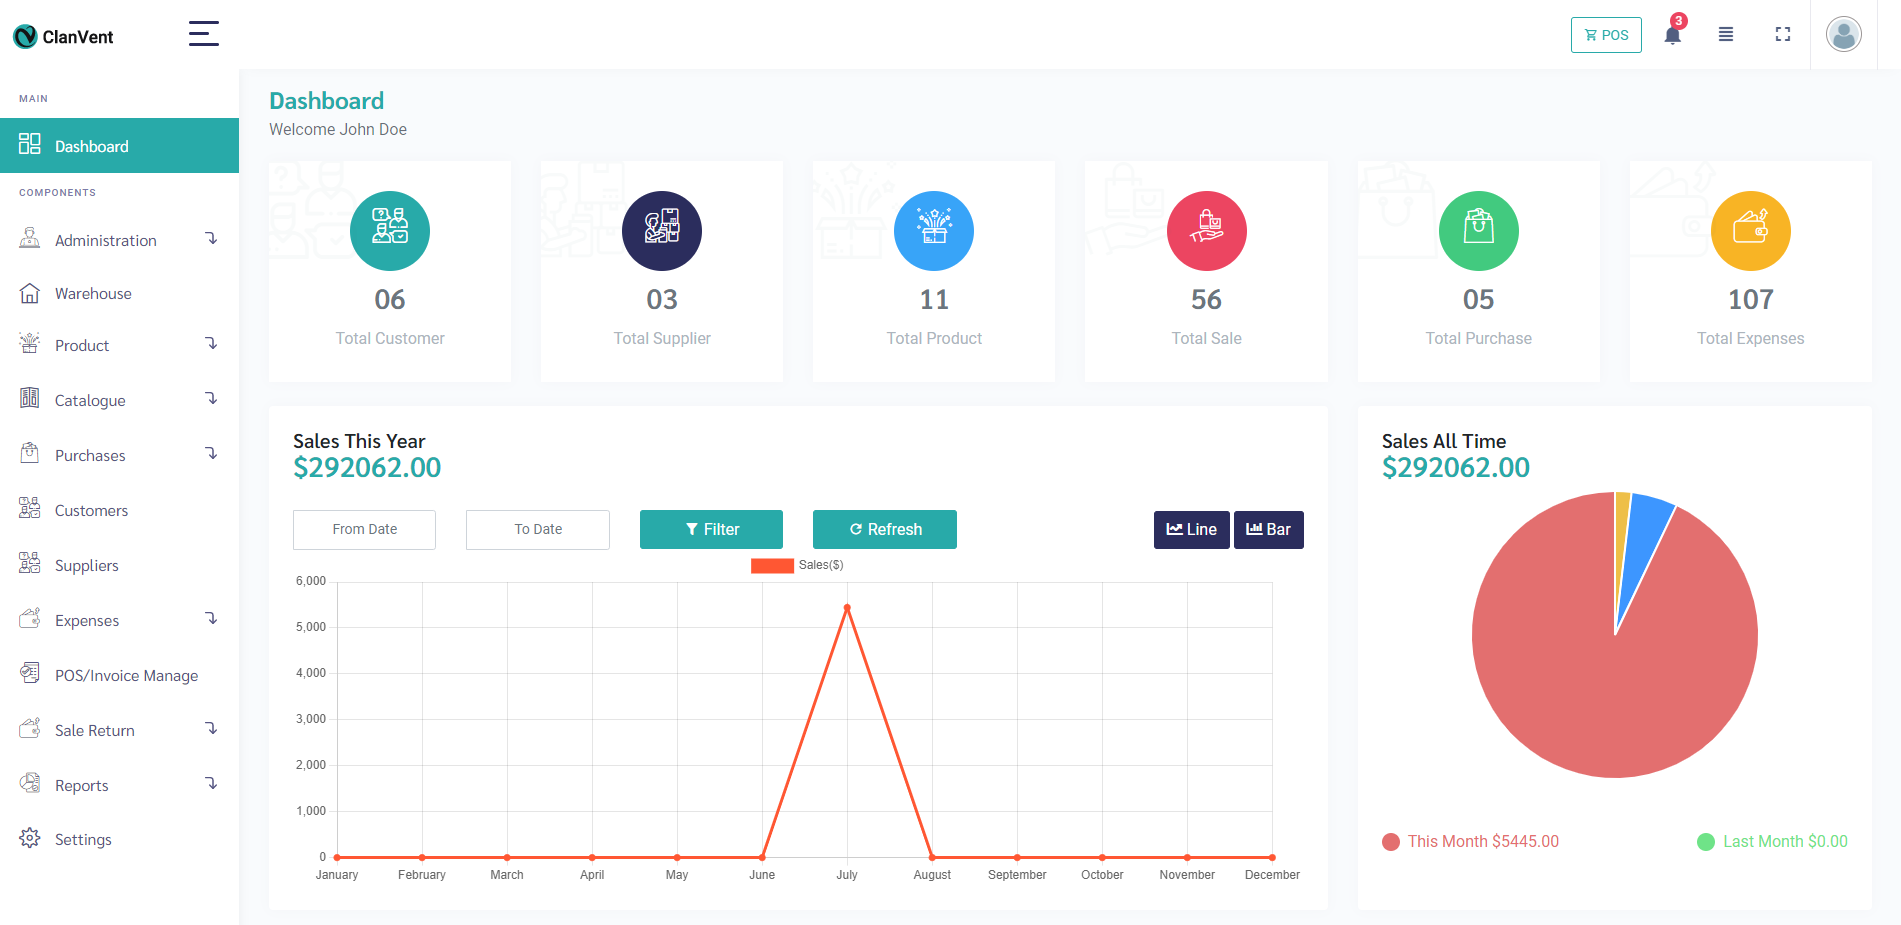 ClanVent
POS
3
MAIN
Dashboard
COMPONENTS
Administration
Warehouse
Product
Catalogue
Purchases
Customers
Suppliers
Expenses
POS/Invoice Manage
Sale Return
Reports
Settings
Dashboard
Welcome John Doe
06
Total Customer
03
Total Supplier
11
Total Product
56
Total Sale
05
Total Purchase
107
Total Expenses
Sales This Year
$292062.00
From Date
To Date
Filter
Refresh
Line
Bar
Sales($)
6,000
5,000
4,000
3,000
2,000
1,000
0
January February March April May June July August September October November December
Sales All Time
$292062.00
This Month $5445.00
Last Month $0.00